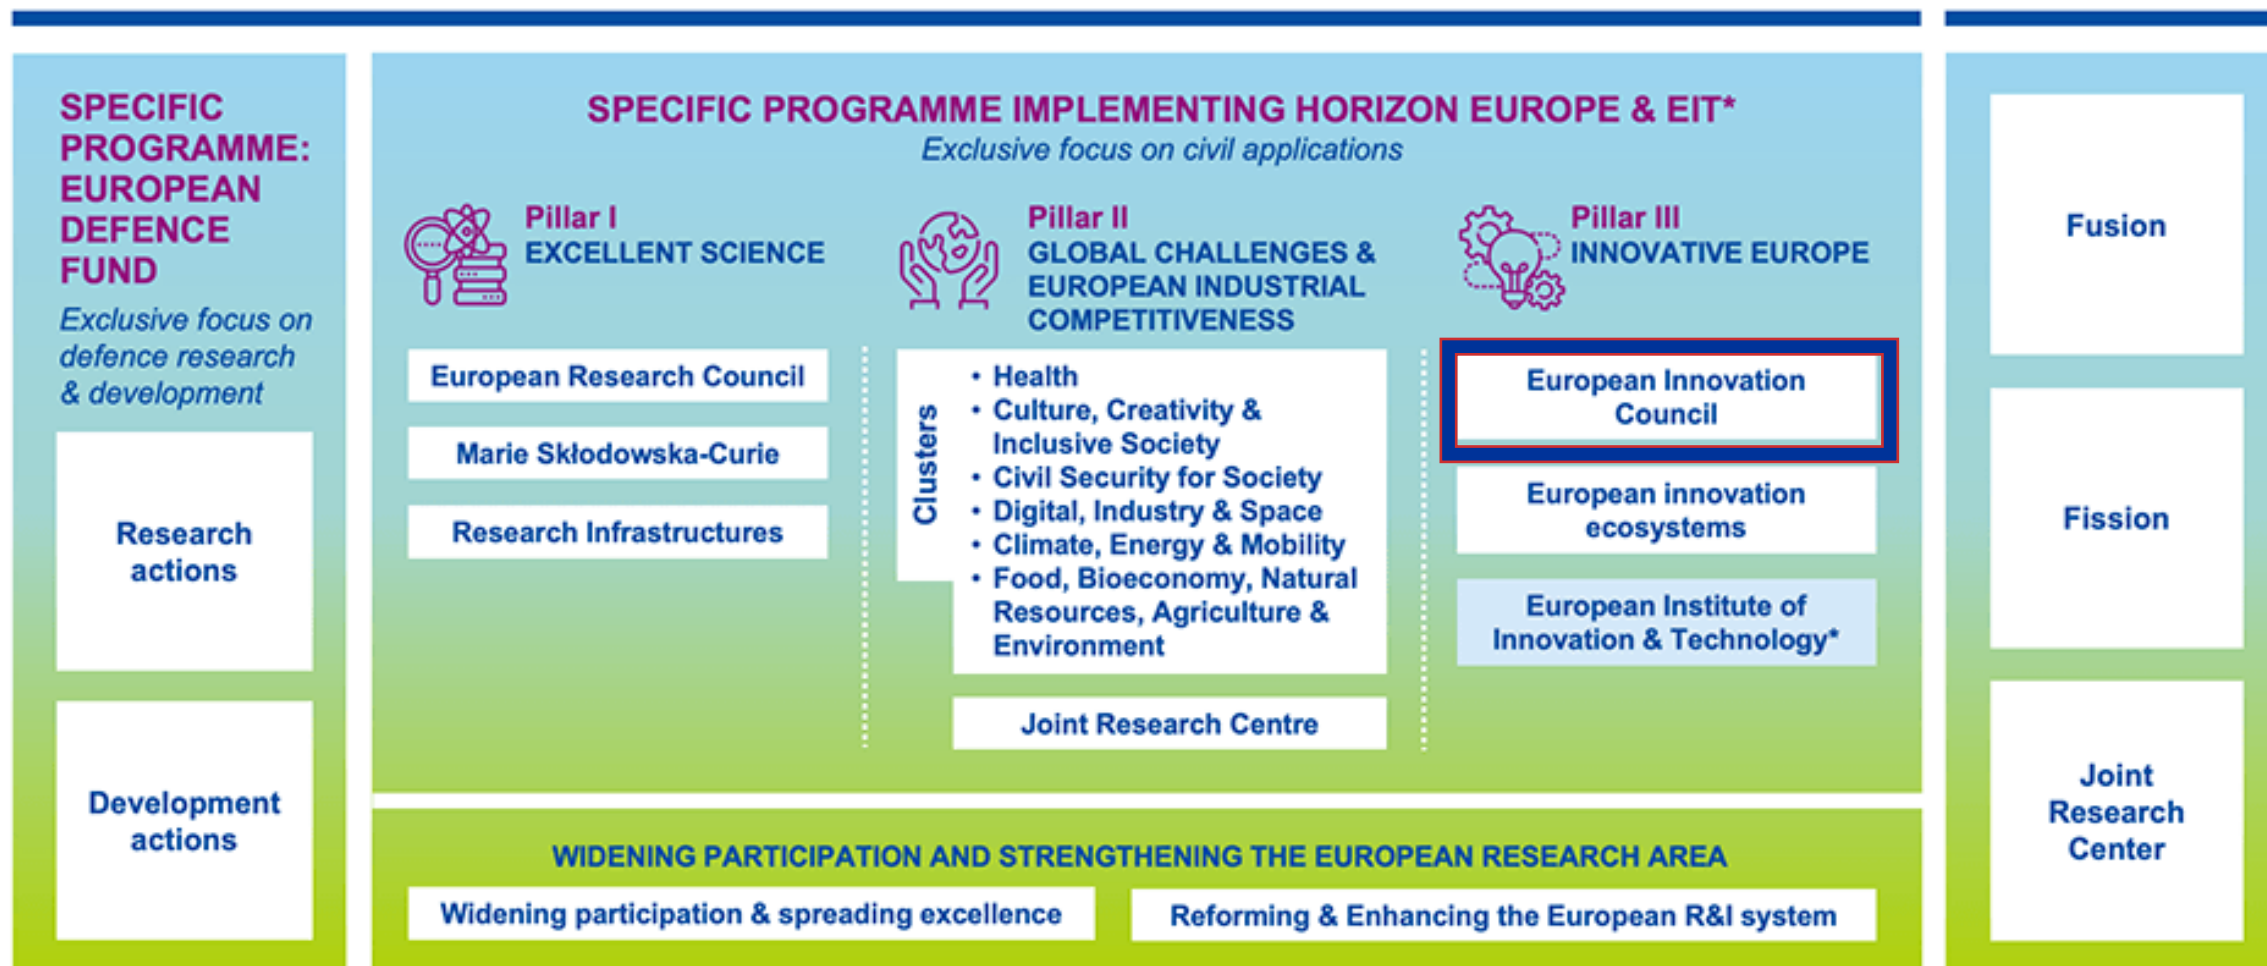 SPECIFIC
PROGRAMME:
EUROPEAN
DEFENCE
FUND
Exclusive focus on
defence research
& development
Research
actions
Development
actions
SPECIFIC PROGRAMME IMPLEMENTING HORIZON EUROPE & EIT*
Exclusive focus on civil applications
Pillar I
EXCELLENT SCIENCE
European Research Council
Marie Skłodowska-Curie
Research Infrastructures
Pillar II
GLOBAL CHALLENGES &
EUROPEAN INDUSTRIAL
COMPETITIVENESS
Clusters
• Health
• Culture, Creativity &
Inclusive Society
• Civil Security for Society
• Digital, Industry & Space
• Climate, Energy & Mobility
• Food, Bioeconomy, Natural
Resources, Agriculture &
Environment
Joint Research Centre
Pillar III
INNOVATIVE EUROPE
European Innovation
Council
European innovation
ecosystems
European Institute of
Innovation & Technology*
WIDENING PARTICIPATION AND STRENGTHENING THE EUROPEAN RESEARCH AREA
Widening participation & spreading excellence
Reforming & Enhancing the European R&I system
Fusion
Fission
Joint
Research
Center